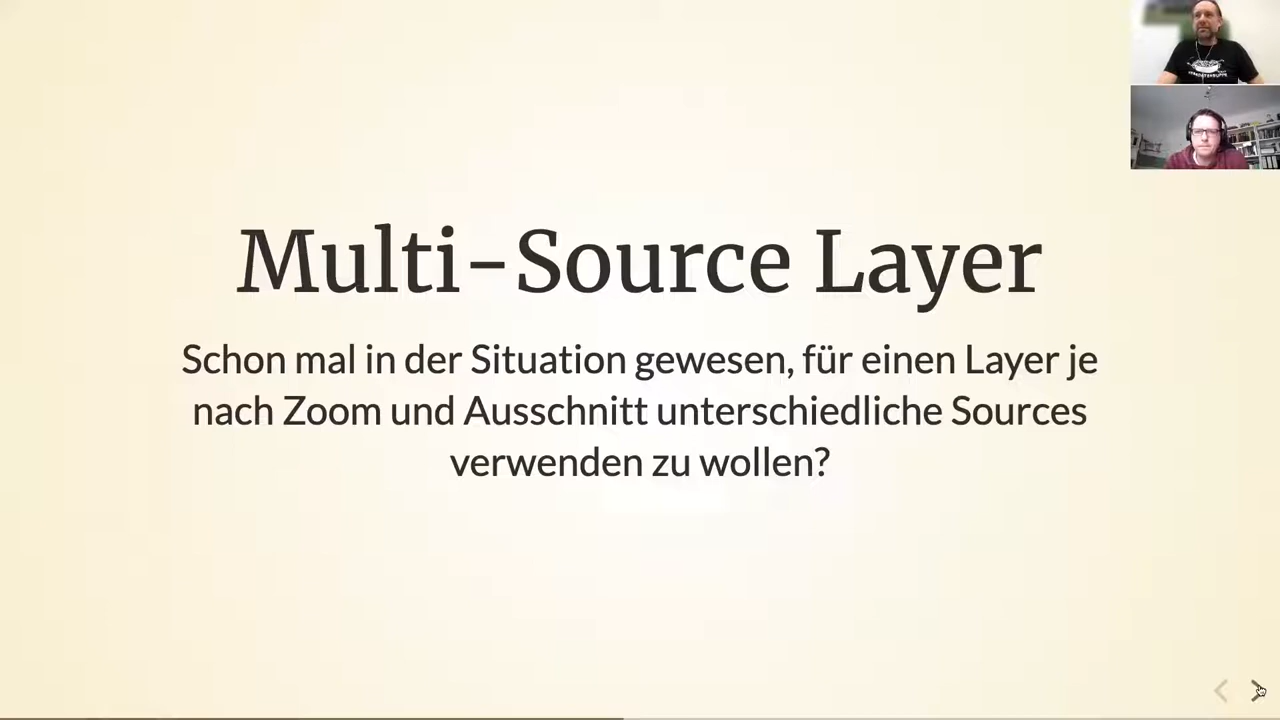 Multi-Source Layer
Schon mal in der Situation gewesen, für einen Layer je
nach Zoom und Ausschnitt unterschiedliche Sources
verwenden zu wollen?